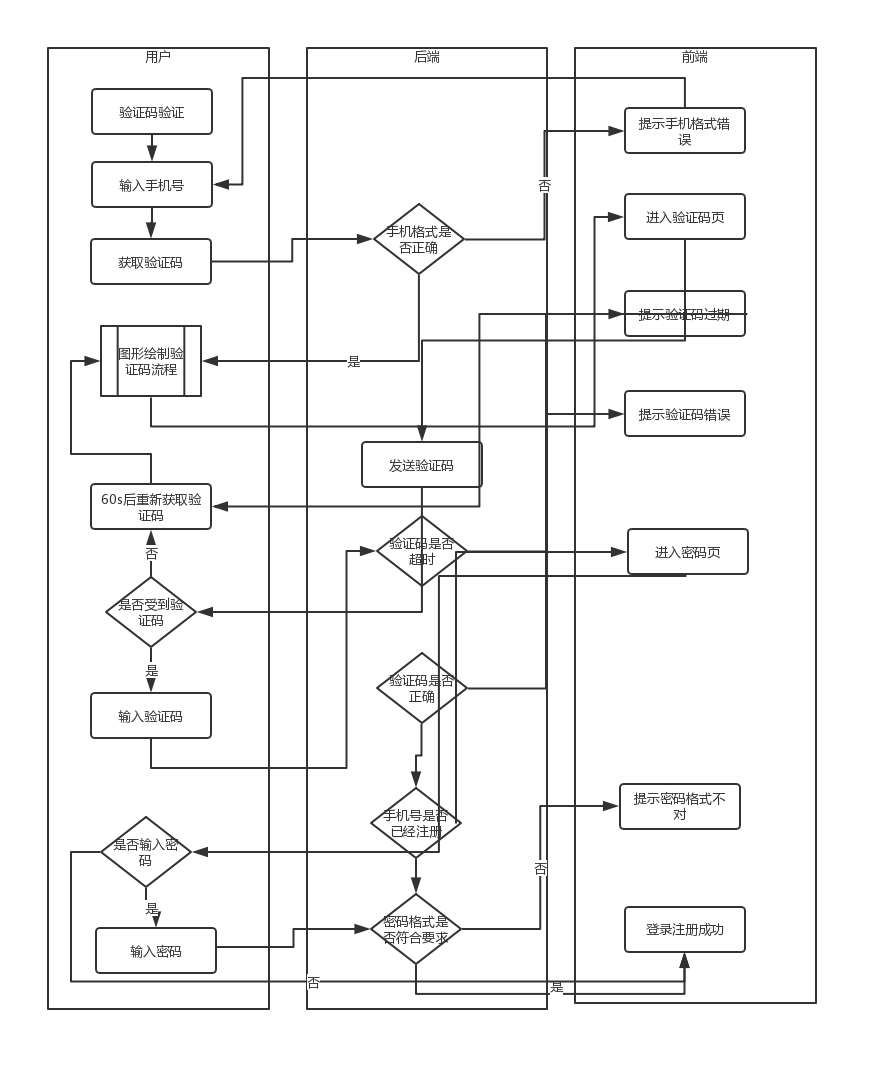 用户
后端
前端
验证码验证
输入手机号
获取验证码
图形绘制验
证码流程
60s后重新获取验
证码
否
是否受到验
证码
是
输入验证码
是否输入密
码
是
输入密码
否
手机格式是
否正确
否
是
发送验证码
验证码是否
超时
验证码是否
正确
手机号是否
已经注册
密码格式是
否符合要求
否
是
提示手机格式错
误
进入验证码页
提示验证码过期
提示验证码错误
进入密码页
提示密码格式不
对
登录注册成功